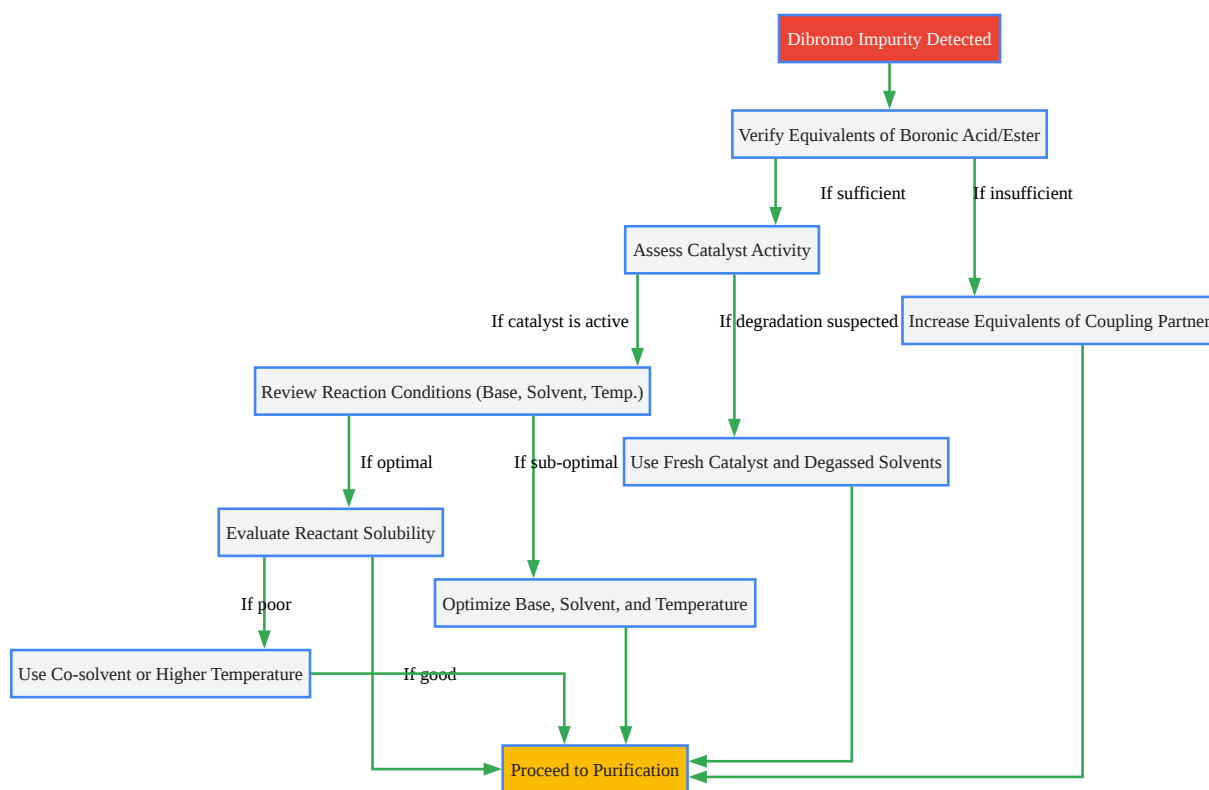 Dibromo Impurity Detected
Verify Equivalents of Boronic Acid/Ester
If sufficient
If insufficient
Assess Catalyst Activity
If catalyst is active
If degradation suspected
Increase Equivalents of Coupling Partner
Review Reaction Conditions (Base, Solvent, Temp.)
If optimal
If sub-optimal
Use Fresh Catalyst and Degassed Solvents
Evaluate Reactant Solubility
If poor
Optimize Base, Solvent, and Temperature
Use Co-solvent or Higher Temperature
If good
Proceed to Purification